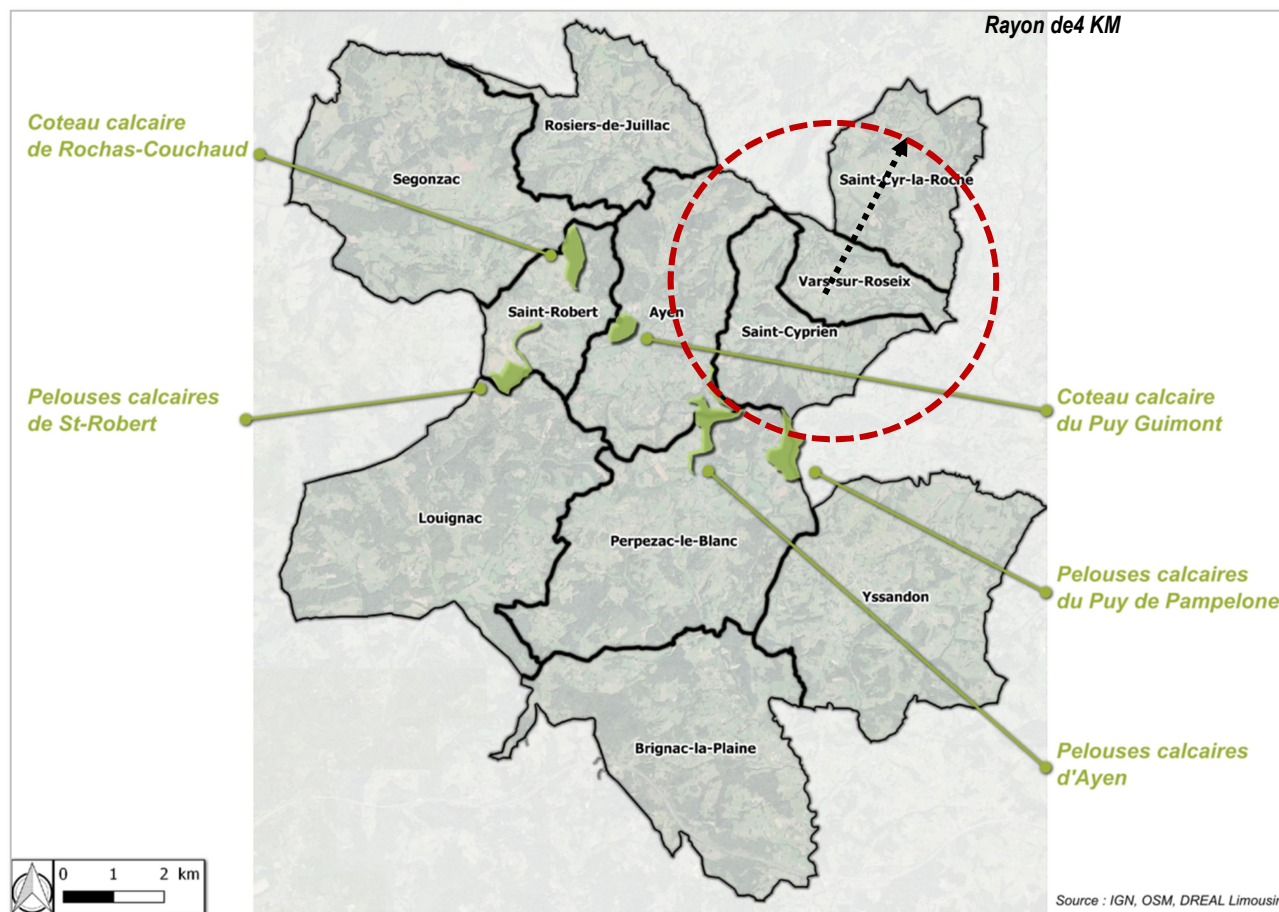 Rayon de4 KM
Coteau calcaire
de Rochas-Couchaud
Rosiers-de-Juillac
Segonzac
Saint-Cyr-la-Roche
Vars-sur-Roseix
Saint-Robert
Ayen
Saint-Cyprien
Pelouses calcaires
de St-Robert
Coteau calcaire
du Puy Guimont
Louignac
Perpezac-le-Blanc
Yssandon
Pelouses calcaires
du Puy de Pampelone
Brignac-la-Plaine
Pelouses calcaires
d'Ayen
0 1 2 km
Source : IGN, OSM, DREAL Limousin